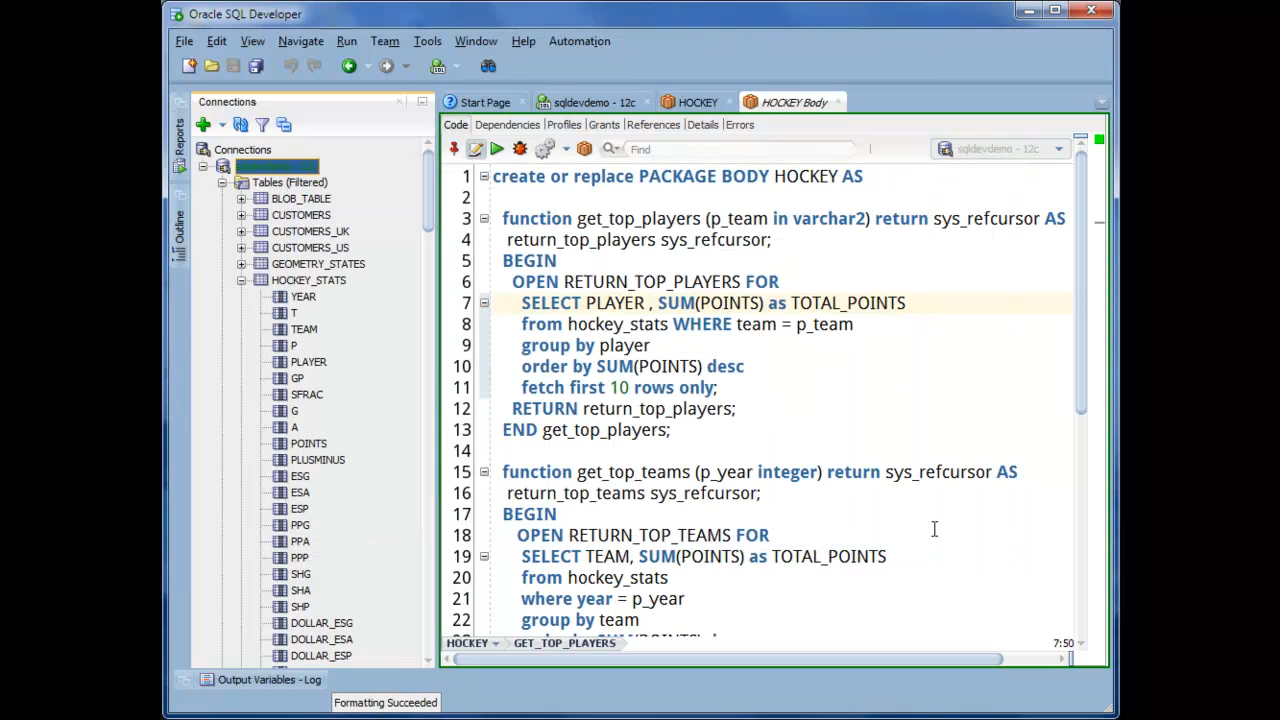 Oracle SQL Developer
File Edit View Navigate Run Team Tools Window Help Automation
Reports
Outline
Connections
Connections
Tables (Filtered)
BLOB_TABLE
CUSTOMERS
CUSTOMERS_UK
CUSTOMERS_US
GEOMETRY_STATES
HOCKEY_STATS
YEAR
T
TEAM
P
PLAYER
GP
SFRAC
G
A
POINTS
PLUSMINUS
ESG
ESA
ESP
PPG
PPA
PPP
SHG
SHA
SHP
DOLLAR_ESG
DOLLAR_ESA
DOLLAR_ESP
Start Page sqldevdemo - 12c HOCKEY HOCKEY Body
Code Dependencies Profiles Grants References Details Errors
Find sqldevdemo - 12c
1 create or replace PACKAGE BODY HOCKEY AS
2
3 function get_top_players (p_team in varchar2) return sys_refcursor AS
4 return_top_players sys_refcursor;
5 BEGIN
6 OPEN RETURN_TOP_PLAYERS FOR
7 SELECT PLAYER , SUM(POINTS) as TOTAL_POINTS
8 from hockey_stats WHERE team = p_team
9 group by player
10 order by SUM(POINTS) desc
11 fetch first 10 rows only;
12 RETURN return_top_players;
13 END get_top_players;
14
15 function get_top_teams (p_year integer) return sys_refcursor AS
16 return_top_teams sys_refcursor;
17 BEGIN
18 OPEN RETURN_TOP_TEAMS FOR
19 SELECT TEAM, SUM(POINTS) as TOTAL_POINTS
20 from hockey_stats
21 where year = p_year
22 group by team
HOCKEY GET_TOP_PLAYERS 7:50
Output Variables - Log
Formatting Succeeded